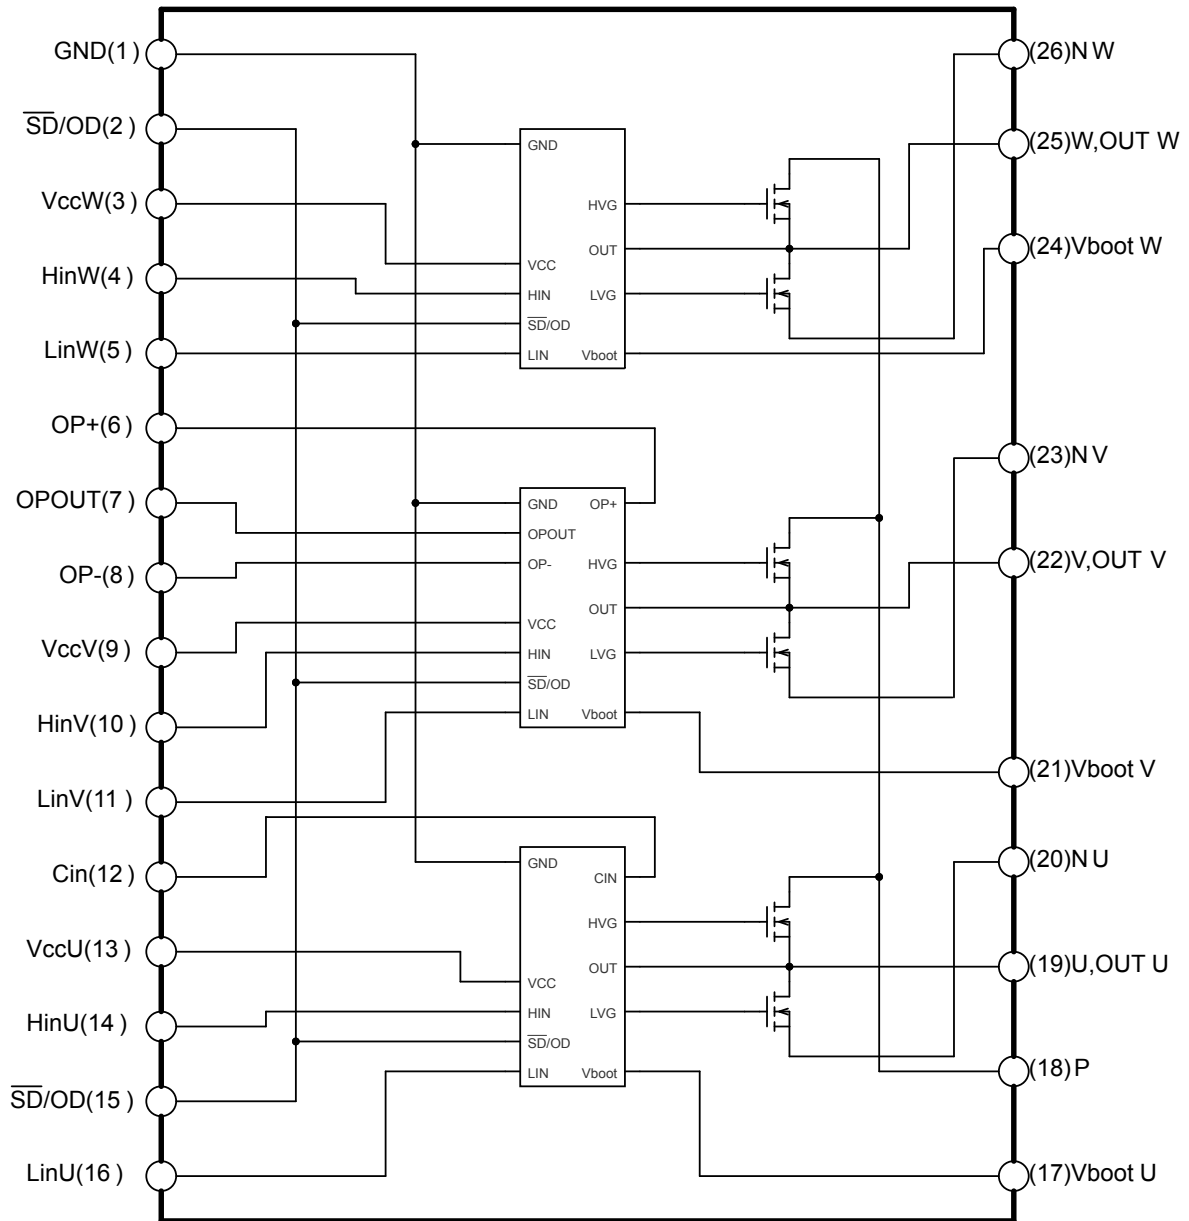 GND(1)
SD/OD(2)
VccW(3)
HinW(4)
LinW(5)
OP+(6)
OPOUT(7)
OP-(8)
VccV(9)
HinV(10)
LinV(11)
Cin(12)
VccU(13)
HinU(14)
SD/OD(15)
LinU(16)
GND
HVG
OUT
VCC
HIN
LVG
SD/OD
LIN
Vboot
GND
OP+
OPOUT
OP-
HVG
OUT
VCC
HIN
LVG
SD/OD
LIN
Vboot
GND
CIN
HVG
OUT
VCC
HIN
LVG
SD/OD
LIN
Vboot
(26)N W
(25)W,OUT W
(24)Vboot W
(23)N V
(22)V,OUT V
(21)Vboot V
(20)N U
(19)U,OUT U
(18)P
(17)Vboot U